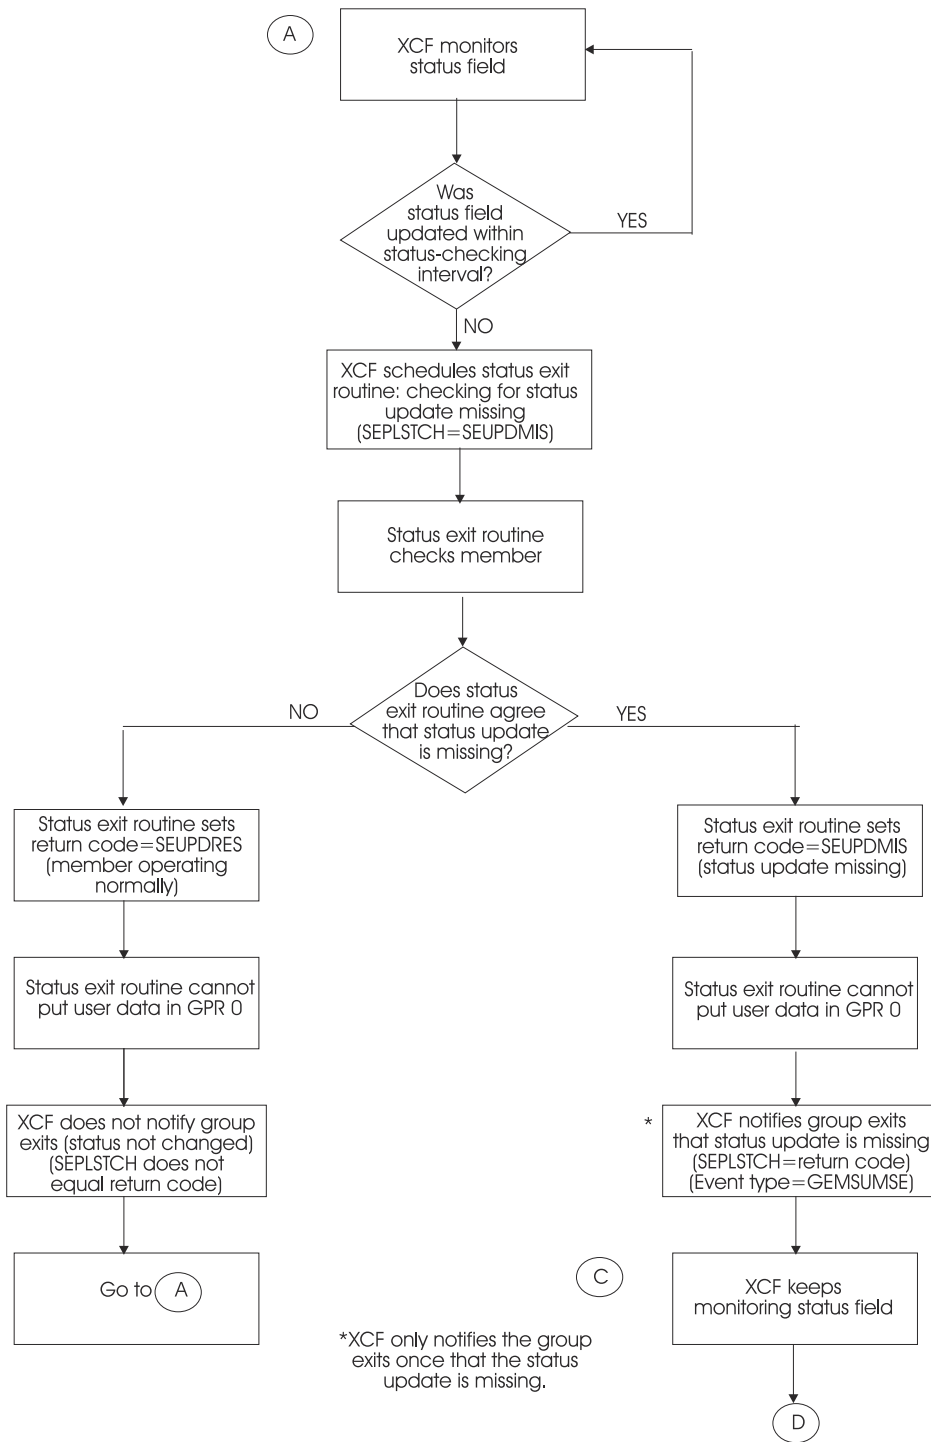 A
XCF monitors
status field
Was
status field
updated within
status-checking
interval?
YES
NO
XCF schedules status exit
routine: checking for status
update missing
(SEPLSTCH=SEUPDMIS)
Status exit routine
checks member
Does status
exit routine agree
that status update
is missing?
NO
YES
Status exit routine sets
return code=SEUPDRES
(member operating
normally)
Status exit routine sets
return code=SEUPDMIS
(status update missing)
Status exit routine cannot
put user data in GPR 0
Status exit routine cannot
put user data in GPR 0
XCF does not notify group
exits (status not changed)
(SEPLSTCH does not
equal return code)
*
XCF notifies group exits
that status update is missing
(SEPLSTCH=return code)
(Event type=GEMSUMSE)
Go to A
C
XCF keeps
monitoring status field
*XCF only notifies the group
exits once that the status
update is missing.
D